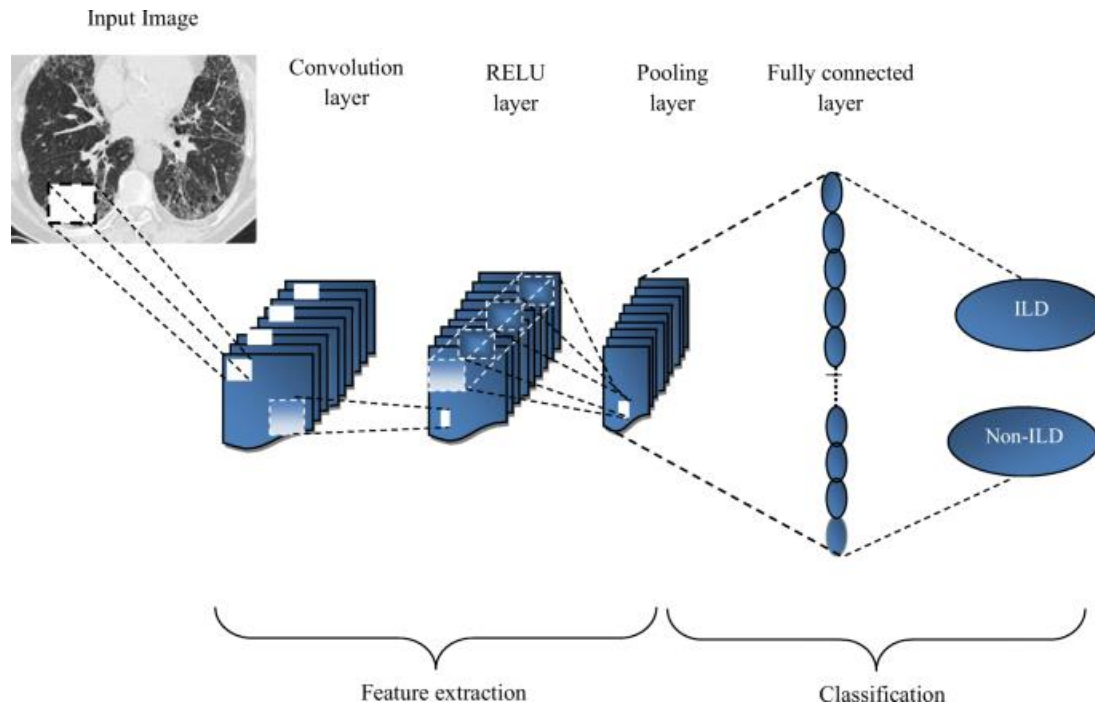 Input Image
Convolution
layer
RELU
layer
Pooling
layer
Fully connected
layer
ILD
Non-ILD
Feature extraction
Classification